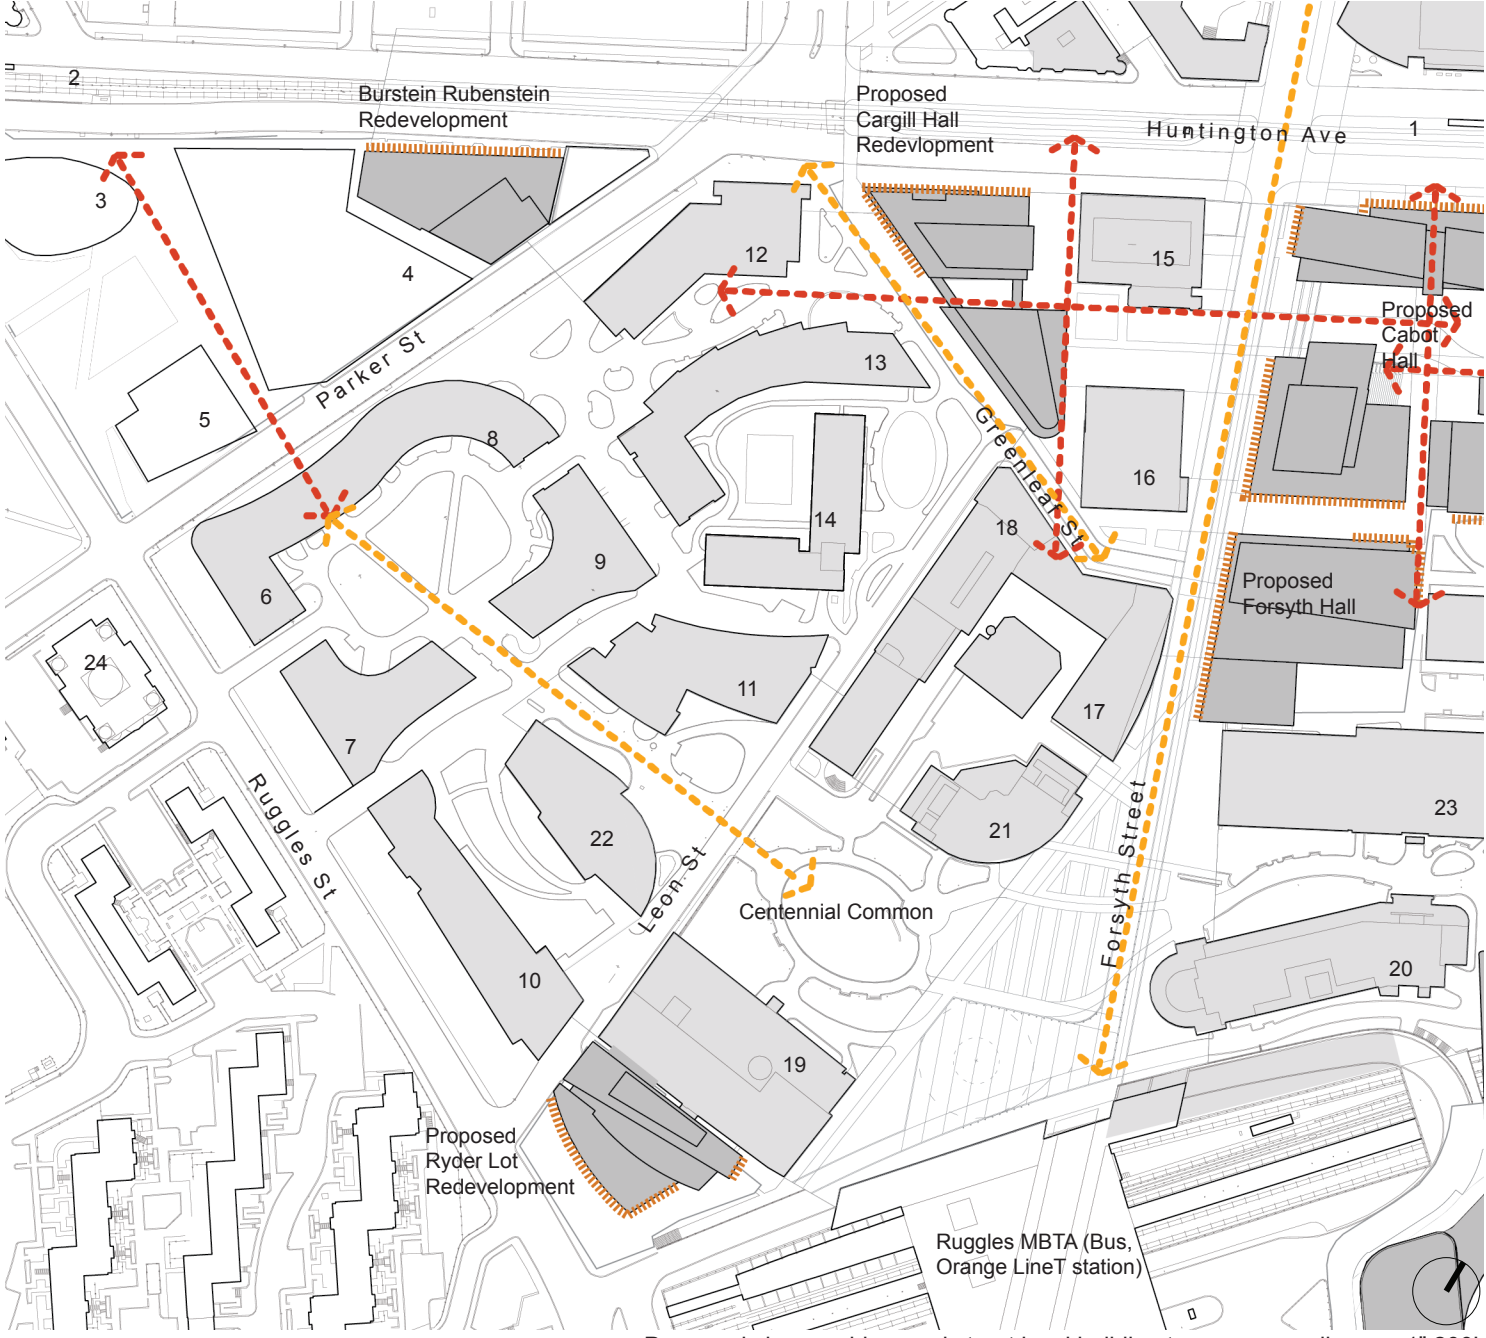 2
Burstein Rubenstein
Redevelopment
Proposed
Cargill Hall
Redevlopment
Huntington Ave
1
3
4
12
15
Proposed
Cabot
Hall
Parker St
13
5
8
Greenleaf St
16
14
18
9
6
Proposed
Forsyth Hall
24
11
17
7
Ruggles St
22
21
23
Forsyth Street
Leon St
Centennial Common
10
20
19
Proposed
Ryder Lot
Redevelopment
Ruggles MBTA (Bus,
Orange LineT station)